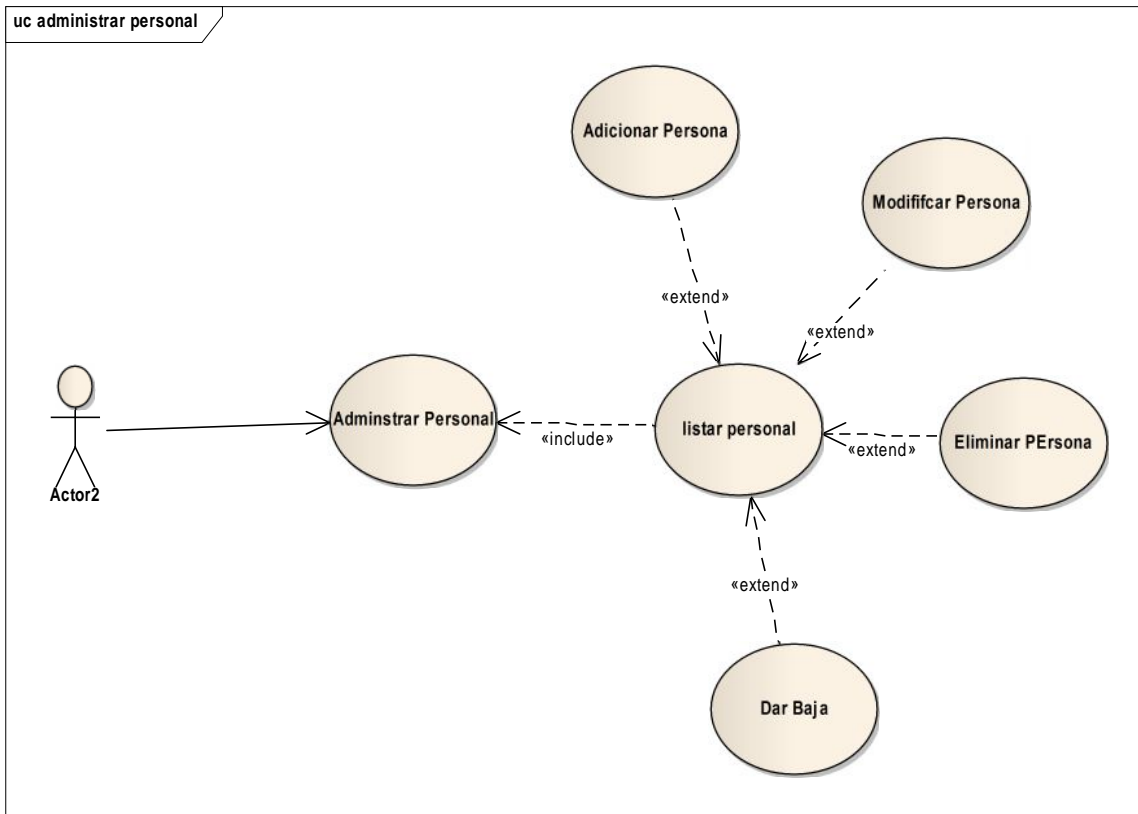 uc administrar personal
Adicionar Persona
Modififcar Persona
«extend»
«extend»
Adminstrar Personal
«include»
listar personal
«extend»
Eliminar PErsona
Actor2
«extend»
Dar Baja